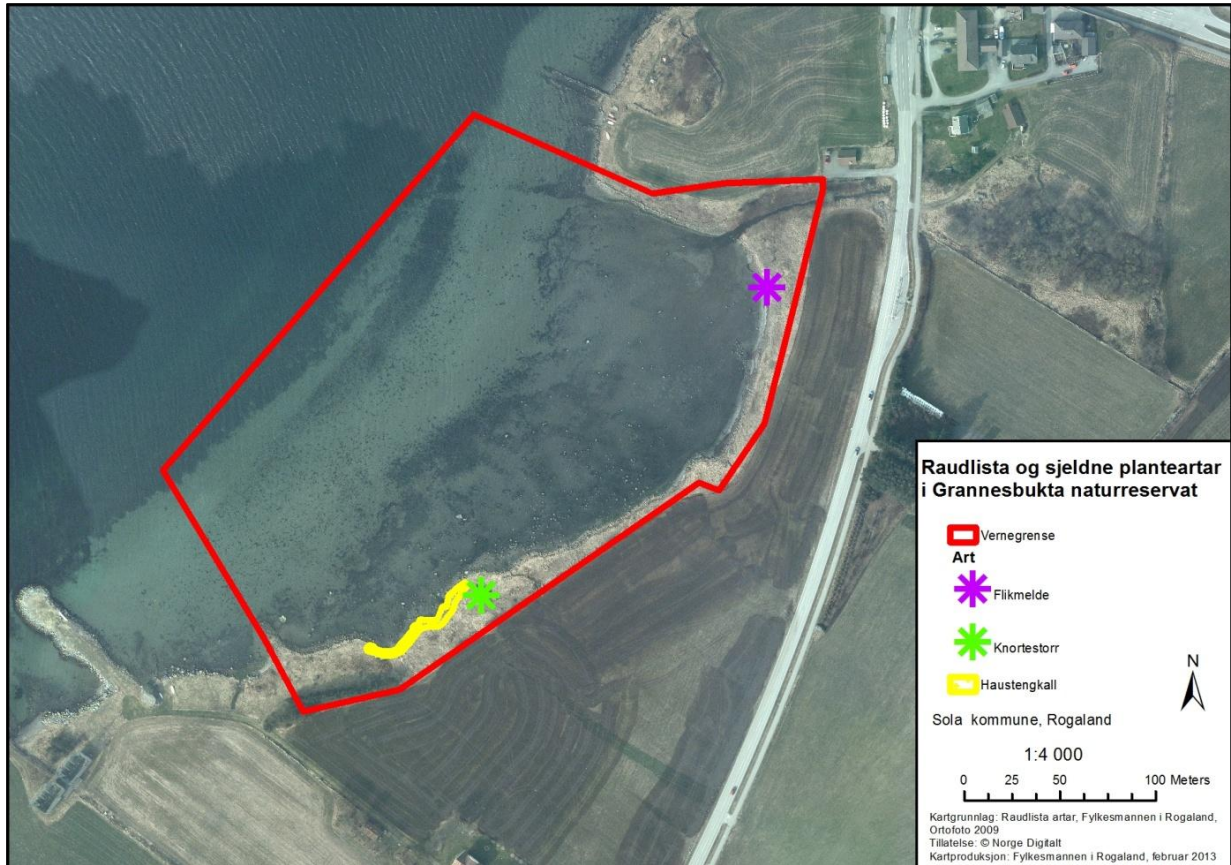 Raudlista og sjeldne planteartar
i Grannesbukta naturreservat
Vernegrense
Art
Flikmelde
Knortestorr
Haustengkall
N
Sola kommune, Rogaland
1:4 000
0 25 50 100 Meters
Kartgrunnlag: Raudlista artar, Fylkesmannen i Rogaland,
Ortofoto 2009
Tillatelse: © Norge Digitalt
Kartproduksjon: Fylkesmannen i Rogaland, februar 2013